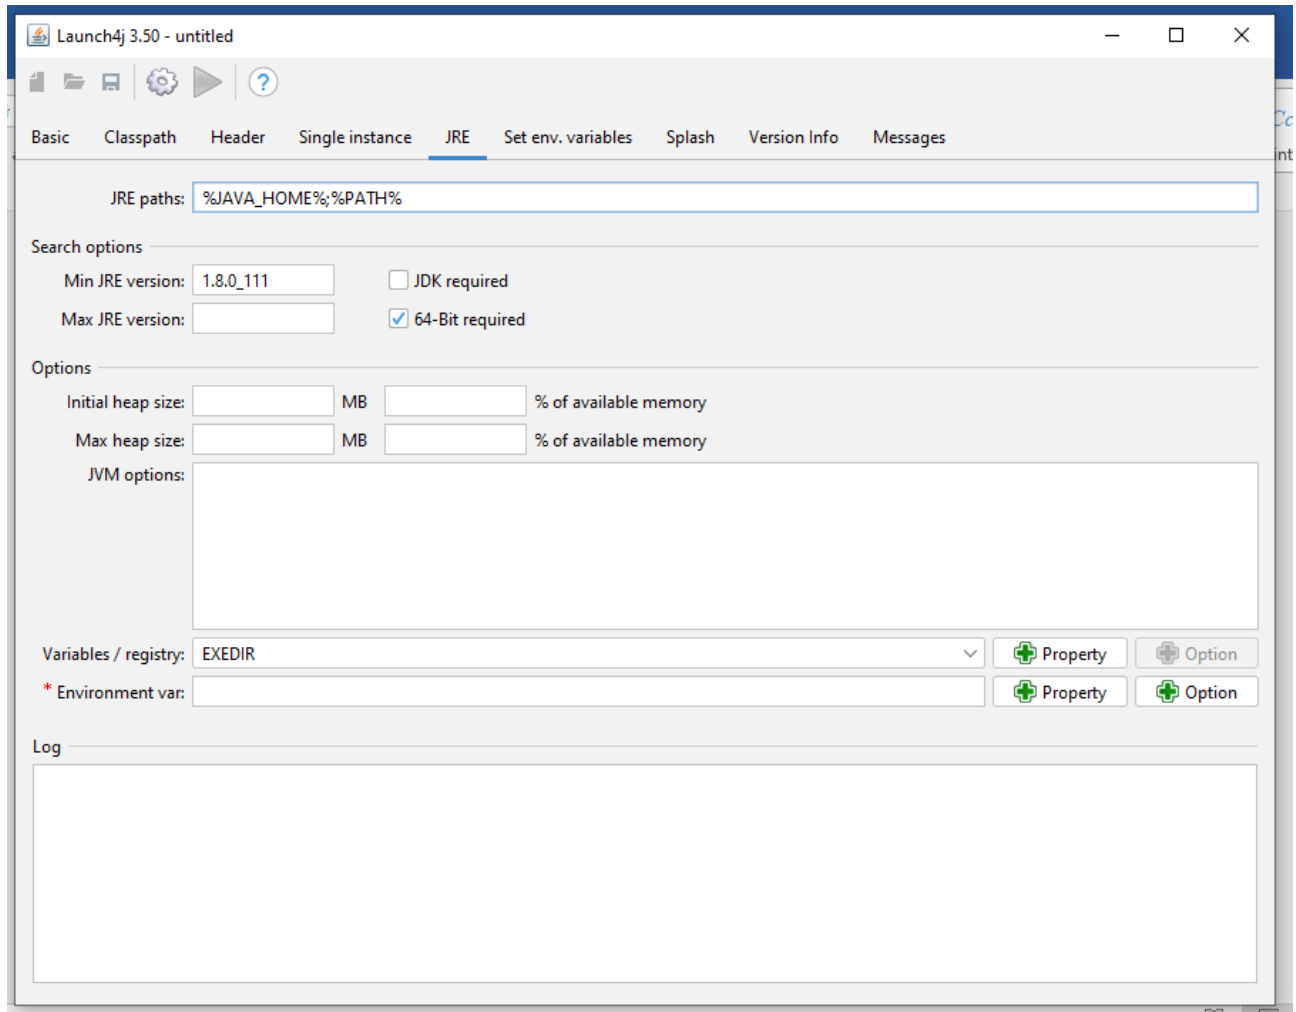 Launch4j 3.50 - untitled
Basic Classpath Header Single instance JRE Set env. variables Splash Version Info Messages
JRE paths: %JAVA_HOME%;%PATH%
Search options
Min JRE version: 1.8.0_111 JDK required
Max JRE version: 64-Bit required
Options
Initial heap size: MB % of available memory
Max heap size: MB % of available memory
JVM options:
Variables / registry: EXEDIR Property Option
* Environment var: Property Option
Log